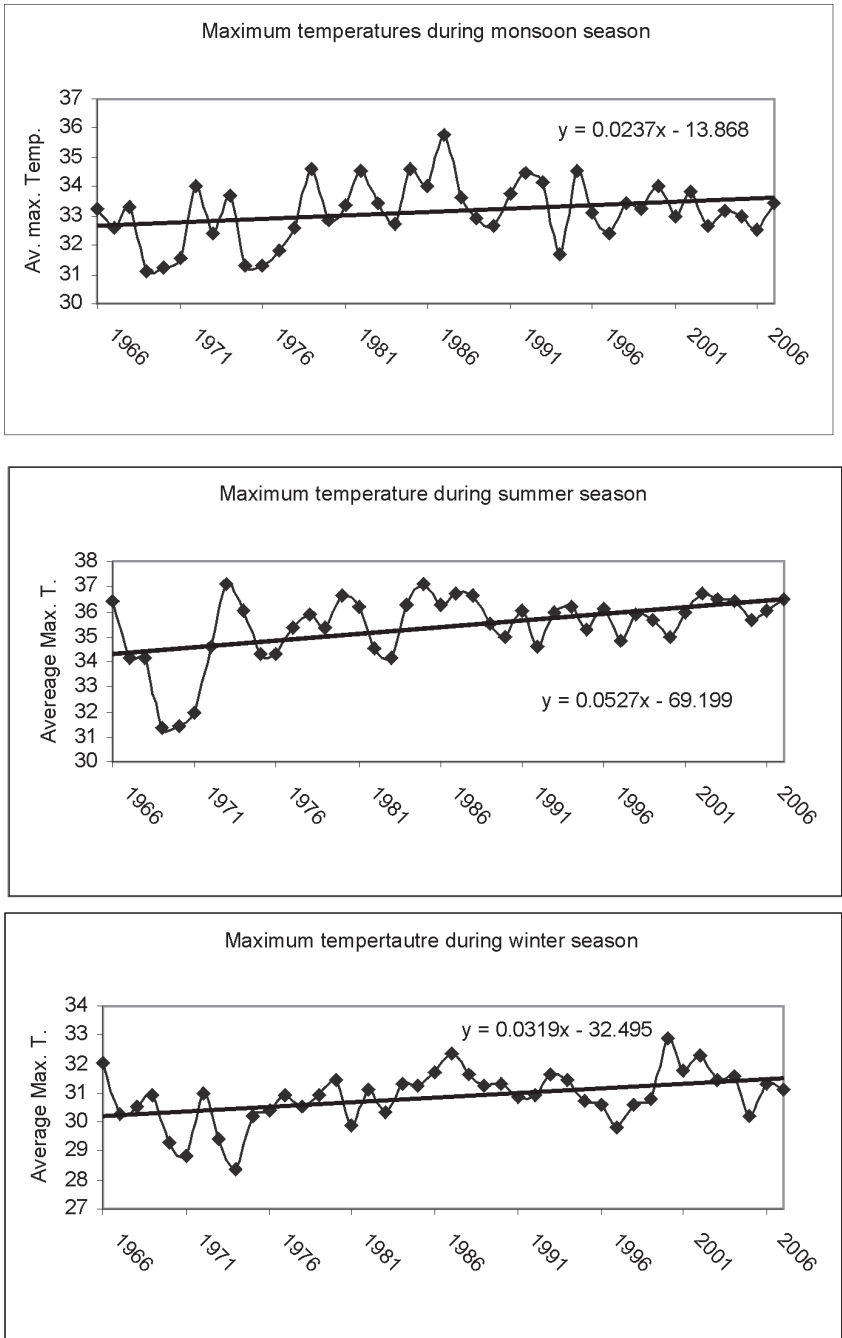 Maximum temperatures during monsoon season
37
36
35
34
33
32
31
30
Av. max. Temp.
y = 0.0237x - 13.868
1966 1971 1976 1981 1986 1991 1996 2001 2006
Maximum temperature during summer season
38
37
36
35
34
33
32
31
30
Avereage Max. T.
y = 0.0527x - 69.199
1966 1971 1976 1981 1986 1991 1996 2001 2006
Maximum tempertautre during winter season
34
33
32
31
30
29
28
27
Average Max. T.
y = 0.0319x - 32.495
1966 1971 1976 1981 1986 1991 1996 2001 2006